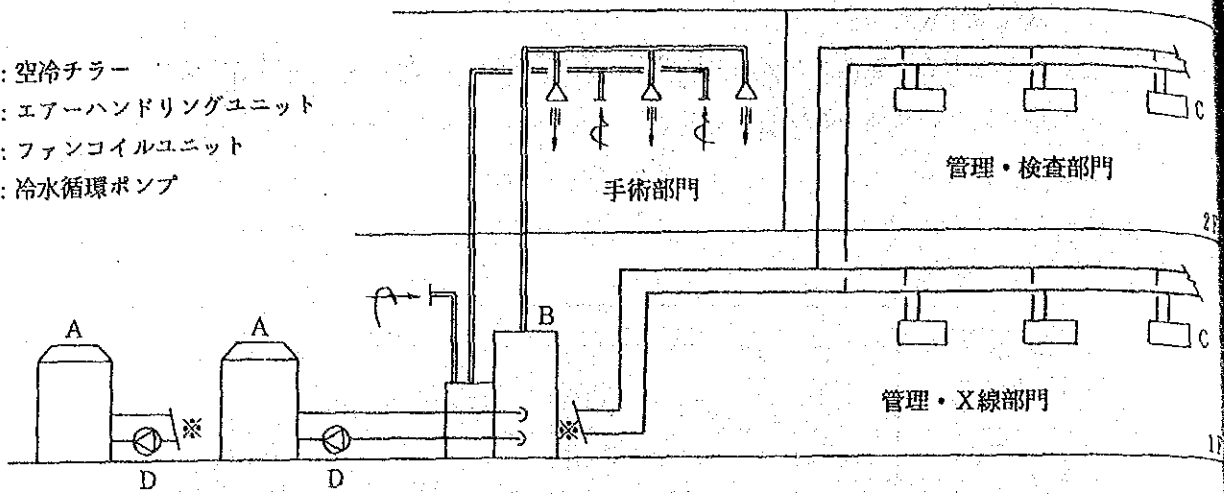 : 空冷チラー
: エアーハンドリングユニット
: ファンコイルユニット
: 冷水循環ポンプ
手術部門
管理・検査部門
C
2F
A
A
B
C
管理・X線部門
※
※
D
D
1F